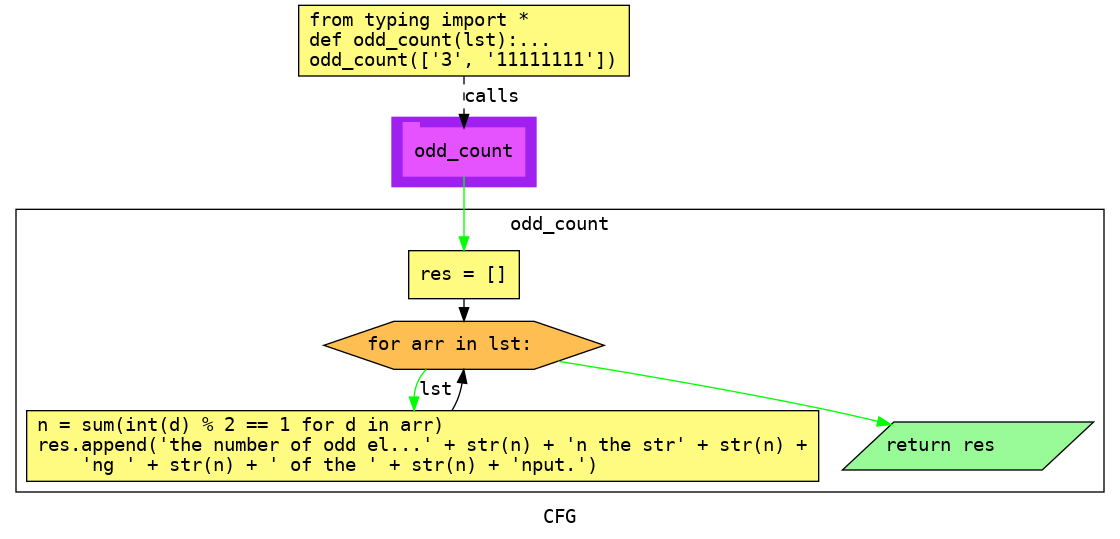 from typing import *
def odd_count(lst):...
odd_count(['3', '11111111'])
calls
odd_count
odd_count
res = []
for arr in lst:
lst
n = sum(int(d) % 2 == 1 for d in arr)
res.append('the number of odd el...' + str(n) + 'n the str' + str(n) +
    'ng ' + str(n) + ' of the ' + str(n) + 'nput.')
return res
CFG